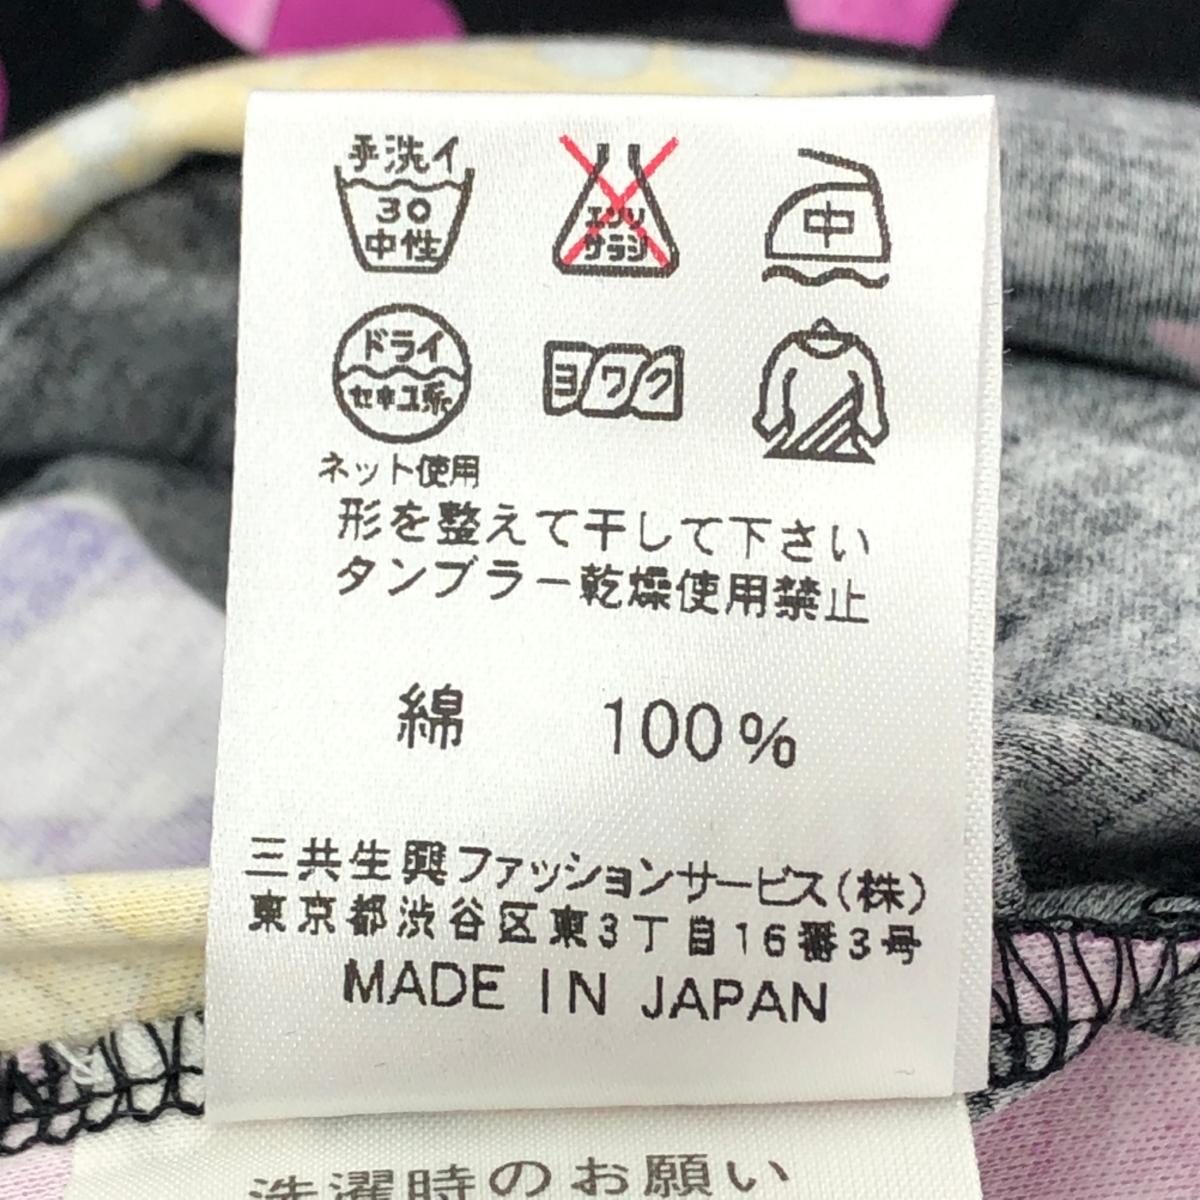 手洗イ
30
中性
エンソ
サラシ
中
ドライ
セキユ系
ヨワク
ネット使用
形を整えて干して下さい
タンブラー乾燥使用禁止
綿 100%
三共生興ファッションサービス(株)
東京都渋谷区東3丁目16番3号
MADE IN JAPAN
洗濯時のお願い